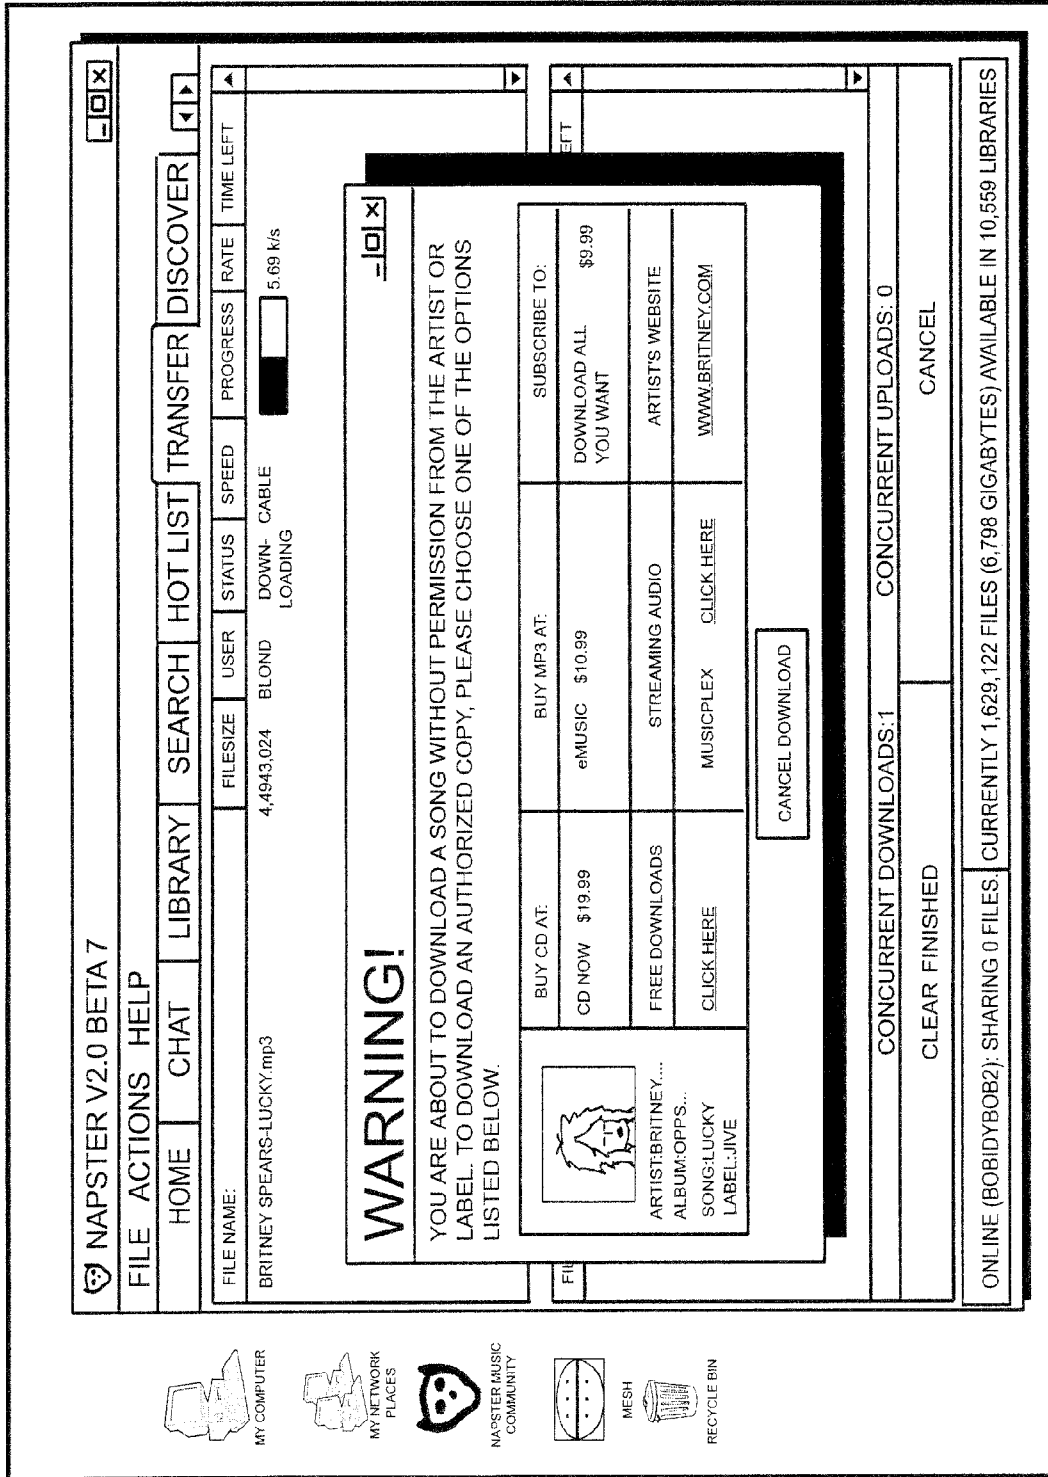 NAPSTER V2.0 BETA 7
FILE ACTIONS HELP
HOME CHAT LIBRARY SEARCH HOT LIST TRANSFER DISCOVER
FILE NAME: FILESIZE USER STATUS SPEED PROGRESS RATE TIME LEFT
BRITNEY SPEARS-LUCKY.mp3 4,4943,024 BLOND DOWN- CABLE 5.69 k/s
LOADING
WARNING!
YOU ARE ABOUT TO DOWNLOAD A SONG WITHOUT PERMISSION FROM THE ARTIST OR
LABEL. TO DOWNLOAD AN AUTHORIZED COPY, PLEASE CHOOSE ONE OF THE OPTIONS
LISTED BELOW.
BUY CD AT: BUY MP3 AT: SUBSCRIBE TO:
CD NOW $19.99 eMUSIC $10.99 DOWNLOAD ALL $9.99
YOU WANT
FREE DOWNLOADS STREAMING AUDIO ARTIST'S WEBSITE
CLICK HERE MUSICPLEX CLICK HERE WWW.BRITNEY.COM
ARTIST:BRITNEY....
ALBUM:OPPS...
SONG:LUCKY
LABEL:JIVE
CANCEL DOWNLOAD
FIL EFT
CONCURRENT DOWNLOADS:1 CONCURRENT UPLOADS: 0
CLEAR FINISHED CANCEL
ONLINE (BOBIDYBOB2): SHARING 0 FILES. CURRENTLY 1,629,122 FILES (6,798 GIGABYTES) AVAILABLE IN 10,559 LIBRARIES
MY COMPUTER
MY NETWORK
PLACES
NAPSTER MUSIC
COMMUNITY
MESH
RECYCLE BIN